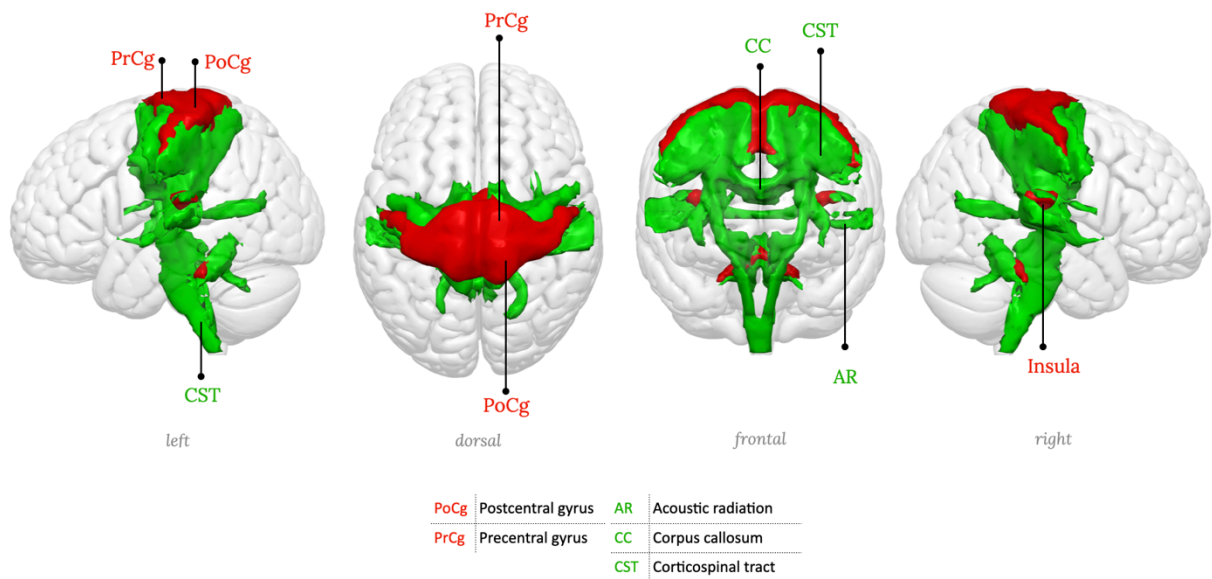 PrCg
PoCg
PrCg
CC
CST
CST
PoCg
AR
Insula
left
dorsal
frontal
right
PoCg Postcentral gyrus AR Acoustic radiation
PrCg Precentral gyrus CC Corpus callosum
CST Corticospinal tract